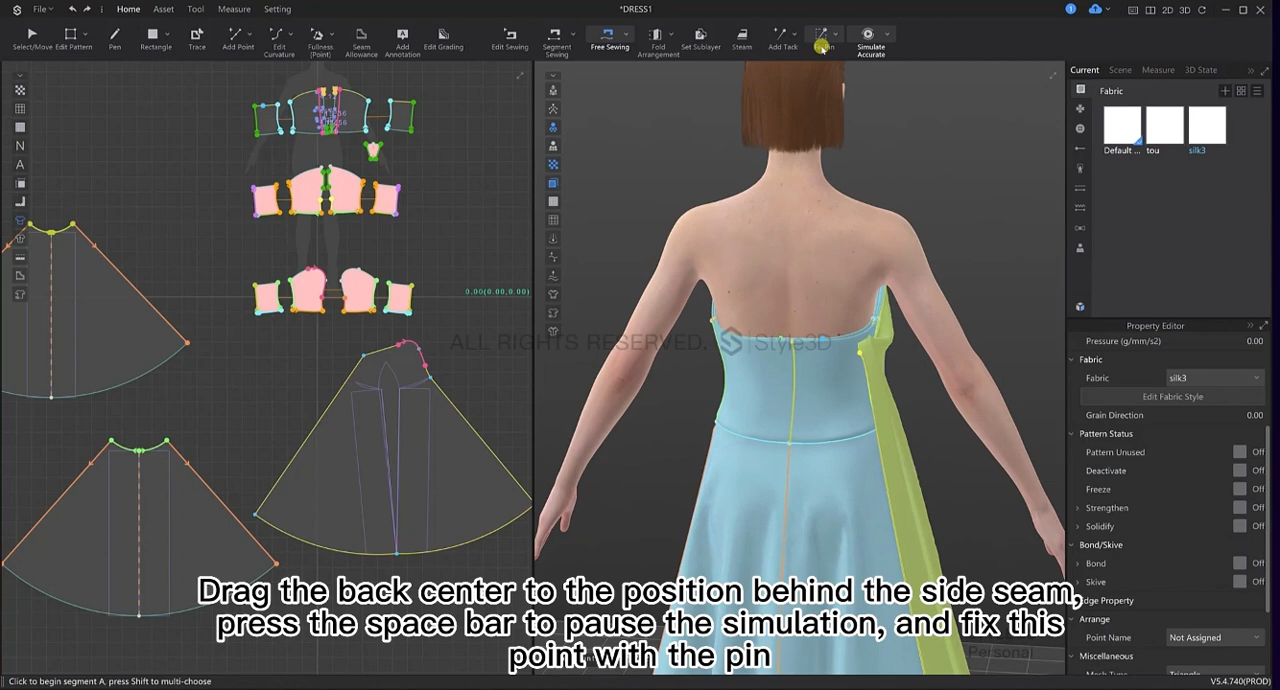 File
Home
Asset
Tool
Measure
Setting
*DRESS1
1
2D
3D
Select/Move
Edit Pattern
Pen
Rectangle
Trace
Add Point
Edit
Curvature
Fullness
(Point)
Seam
Allowance
Add
Annotation
Edit Grading
Edit Sewing
Segment
Sewing
Free Sewing
Fold
Arrangement
Set Sublayer
Steam
Add Tack
Simulate
Accurate
Current
Scene
Measure
3D State
Fabric
Default ...
tou
silk3
0.00(0.00,0.00)
ALL RIGHTS RESERVED.
Style3D
Property Editor
Pressure (g/mm/s2)
0.00
Fabric
Fabric
silk3
Edit Fabric Style
Grain Direction
0.00
Pattern Status
Pattern Unused
Off
Deactivate
Off
Freeze
Off
Strengthen
Off
Solidify
Off
Bond/Skive
Bond
Off
Skive
Off
Edge Property
Arrange
Point Name
Not Assigned
Miscellaneous
Drag the back center to the position behind the side seam,
press the space bar to pause the simulation, and fix this
point with the pin
Personal
Click to begin segment A, press Shift to multi-choose
V5.4.740(PROD)